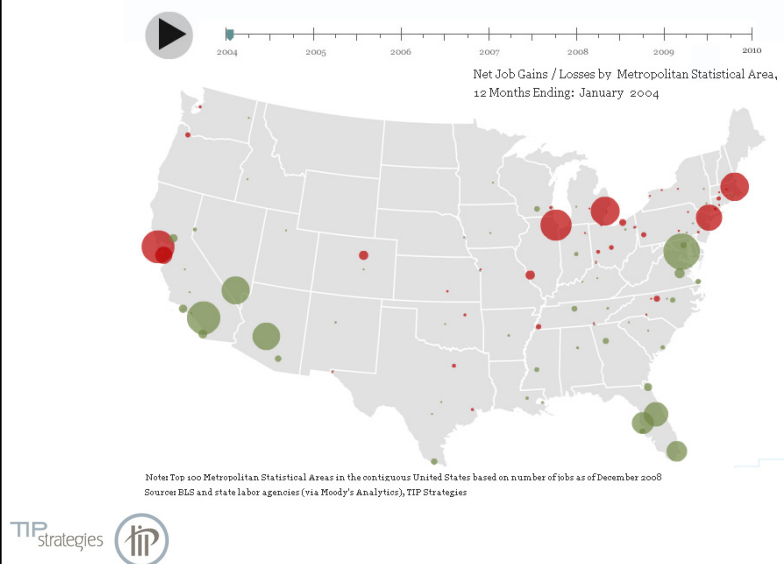 2004 2005 2006 2007 2008 2009 2010
Net Job Gains / Losses by Metropolitan Statistical Area,
12 Months Ending: January 2004
Note: Top 100 Metropolitan Statistical Areas in the contiguous United States based on number of jobs as of December 2008
Source: BLS and state labor agencies (via Moody's Analytics), TIP Strategies
TIP
strategies
tip